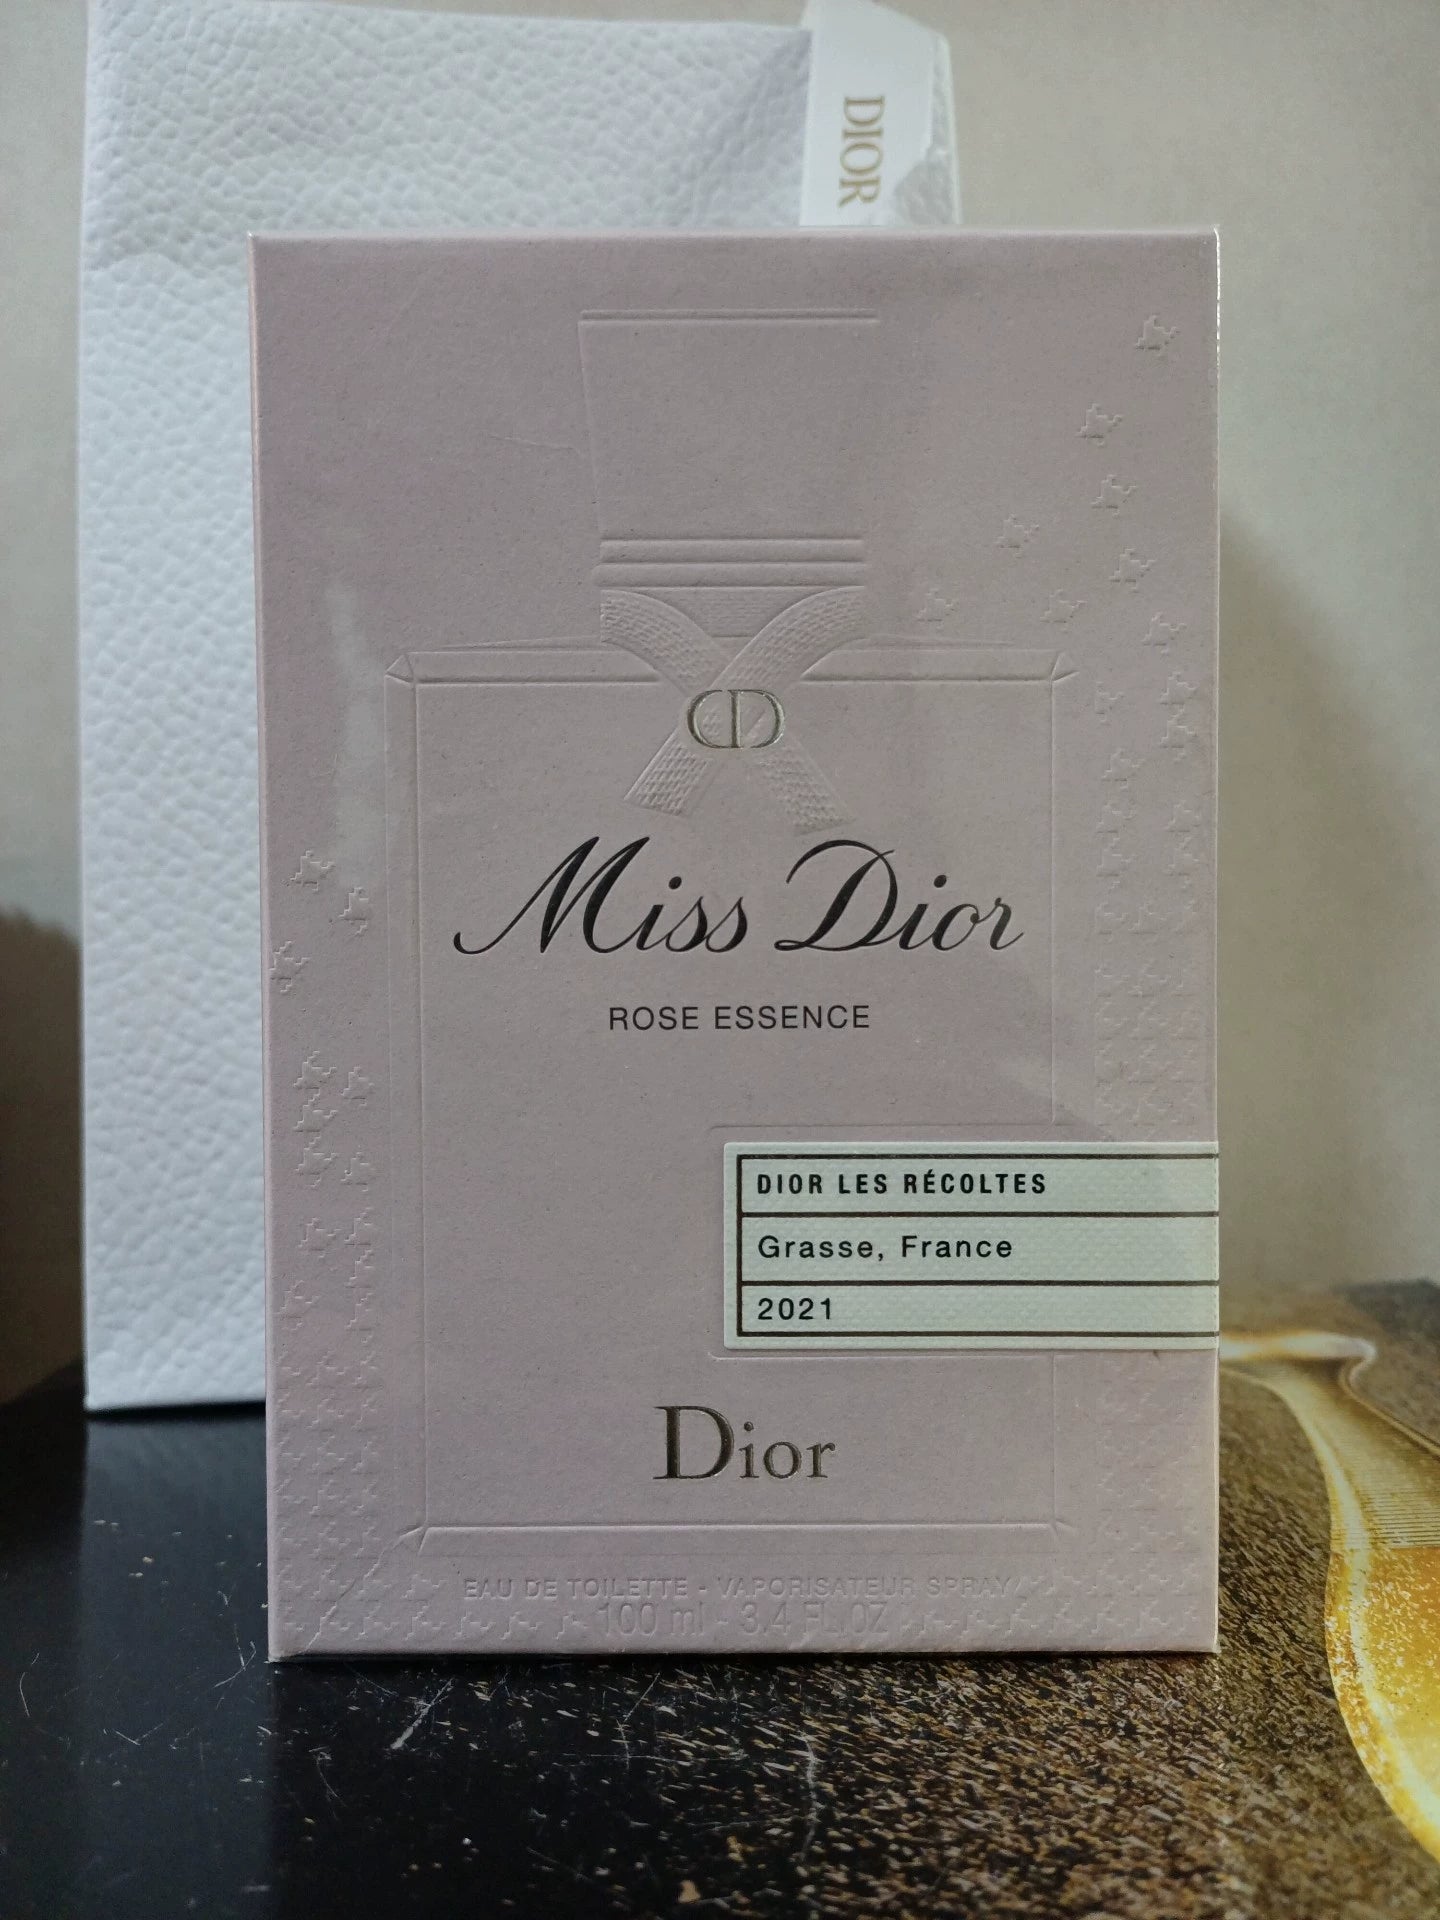 DIOR
CD
Miss Dior
ROSE ESSENCE
DIOR LES RÉCOLTES
Grasse, France
2021
Dior
EAU DE TOILETTE - VAPORISATEUR SPRAY
100 ml - 3.4 FL.OZ